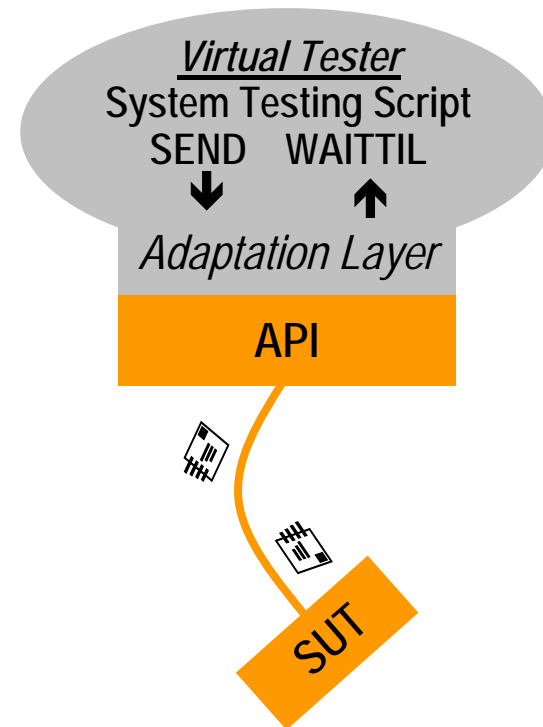 Virtual Tester
System Testing Script
SEND WAITTIL
Adaptation Layer
API
SUT